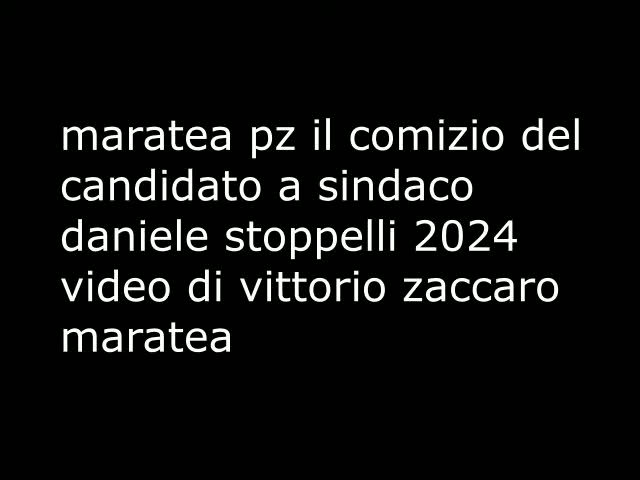 maratea pz il comizio del
candidato a sindaco
daniele stoppelli 2024
video di vittorio zaccaro
maratea